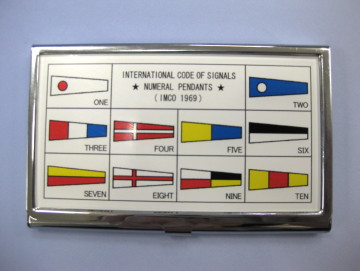 INTERNATIONAL CODE OF SIGNALS
★ NUMERAL PENDANTS ★
(IMCO 1969)
ONE
TWO
THREE
FOUR
FIVE
SIX
SEVEN
EIGHT
NINE
TEN